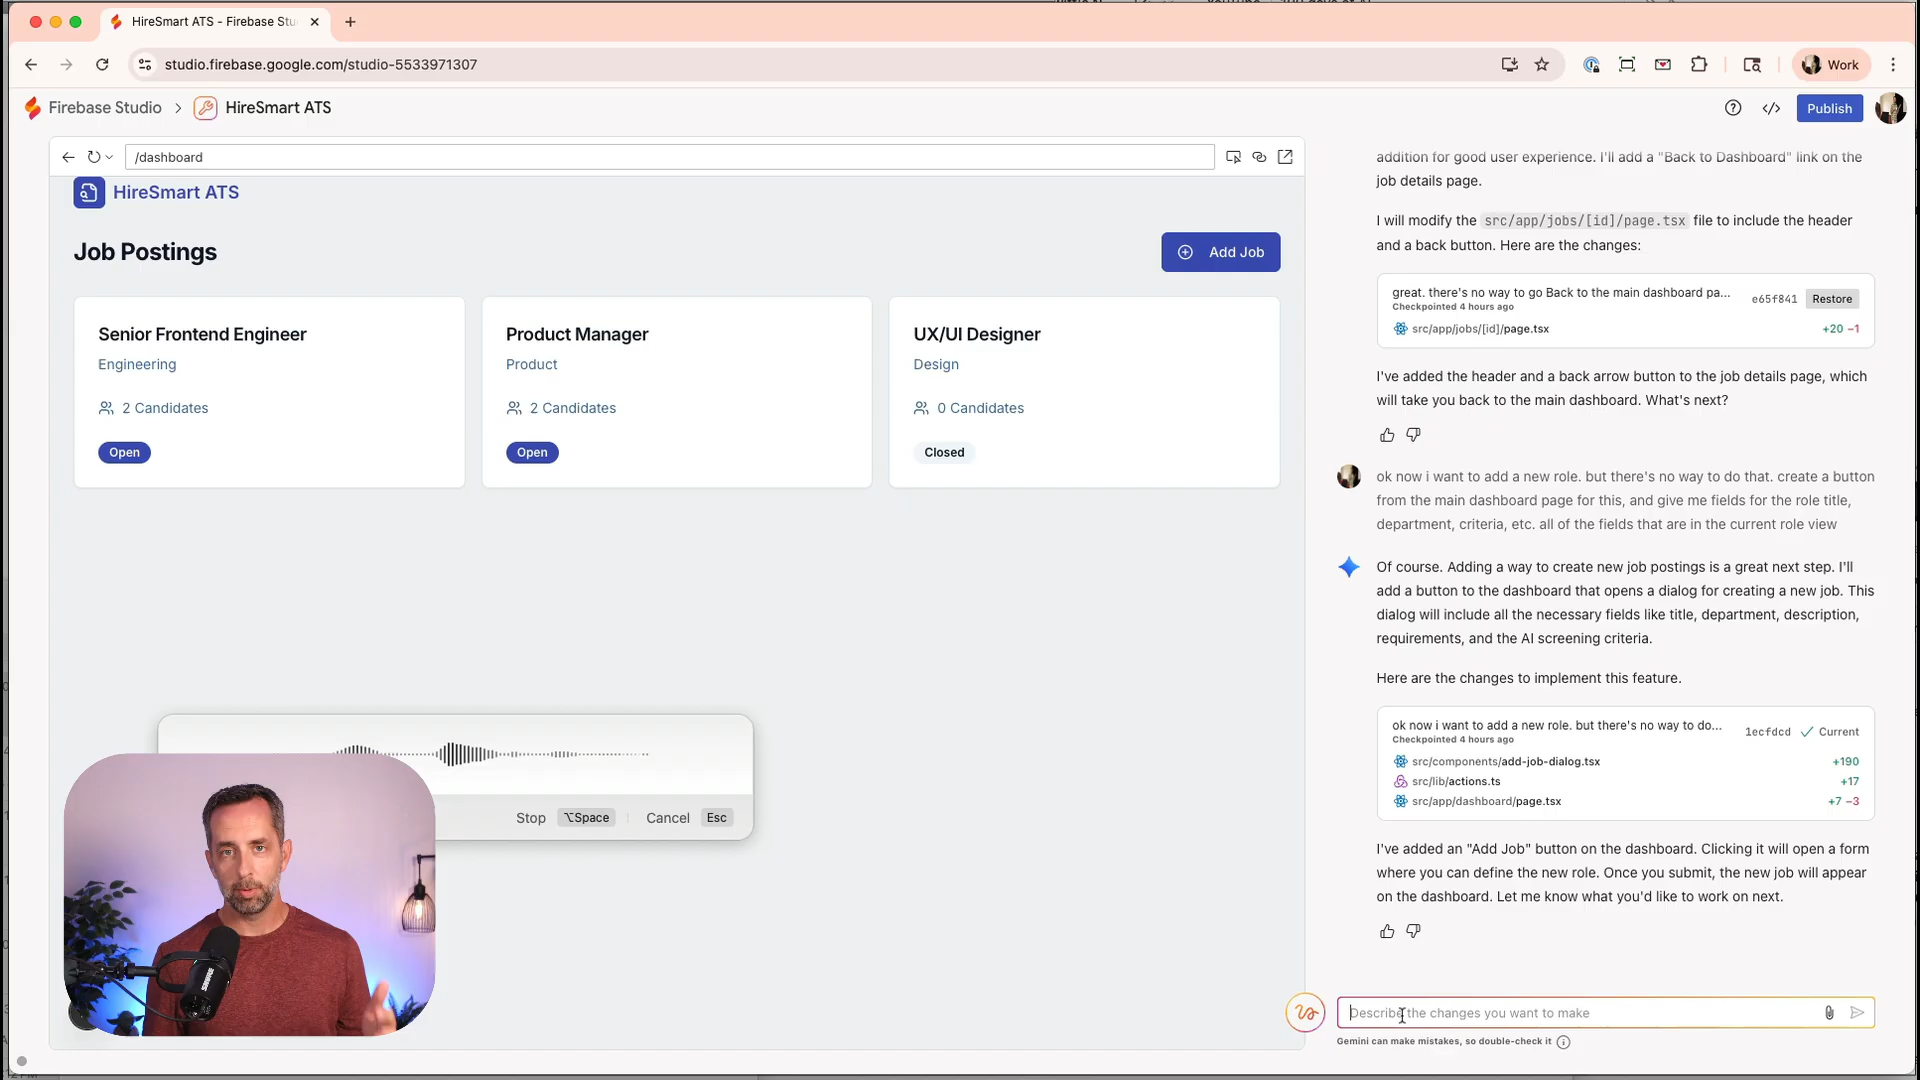 HireSmart ATS - Firebase Stu
studio.firebase.google.com/studio-5533971307
Work
Firebase Studio
HireSmart ATS
Publish
/dashboard
HireSmart ATS
Job Postings
Add Job
Senior Frontend Engineer
Engineering
2 Candidates
Open
Product Manager
Product
2 Candidates
Open
UX/UI Designer
Design
0 Candidates
Closed
Stop
⌥Space
Cancel
Esc
SHURE
addition for good user experience. I'll add a "Back to Dashboard" link on the
job details page.
I will modify the src/app/jobs/[id]/page.tsx file to include the header
and a back button. Here are the changes:
great. there's no way to go Back to the main dashboard pa...
e65f841
Restore
Checkpointed 4 hours ago
src/app/jobs/[id]/page.tsx
+20 −1
I've added the header and a back arrow button to the job details page, which
will take you back to the main dashboard. What's next?
ok now i want to add a new role. but there's no way to do that. create a button
from the main dashboard page for this, and give me fields for the role title,
department, criteria, etc. all of the fields that are in the current role view
Of course. Adding a way to create new job postings is a great next step. I'll
add a button to the dashboard that opens a dialog for creating a new job. This
dialog will include all the necessary fields like title, department, description,
requirements, and the AI screening criteria.
Here are the changes to implement this feature.
ok now i want to add a new role. but there's no way to do...
1ecfdcd
Current
Checkpointed 4 hours ago
src/components/add-job-dialog.tsx
+190
src/lib/actions.ts
+17
src/app/dashboard/page.tsx
+7 −3
I've added an "Add Job" button on the dashboard. Clicking it will open a form
where you can define the new role. Once you submit, the new job will appear
on the dashboard. Let me know what you'd like to work on next.
Describe the changes you want to make
Gemini can make mistakes, so double-check it